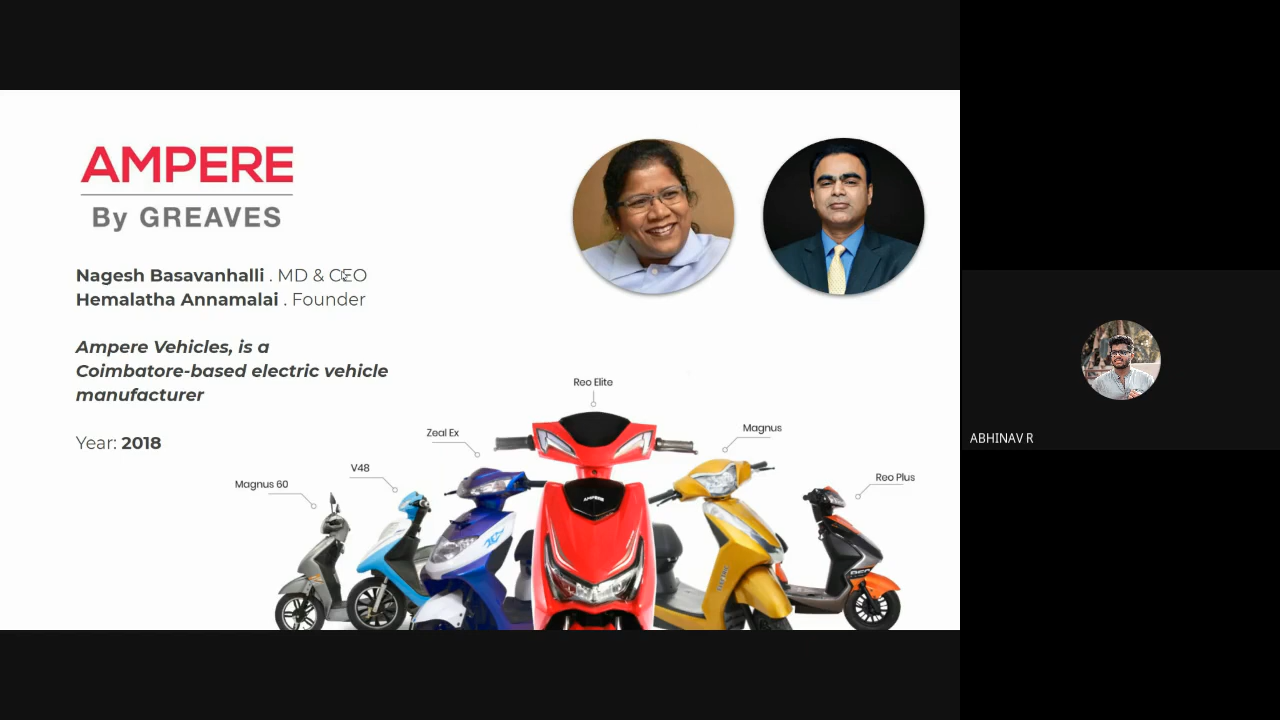 AMPERE
By GREAVES
Nagesh Basavanhalli . MD & CEO
Hemalatha Annamalai . Founder
Ampere Vehicles, is a
Coimbatore-based electric vehicle
manufacturer
Year: 2018
Reo Elite
Zeal Ex
Magnus
V48
Reo Plus
Magnus 60
AMPERE
ABHINAV R